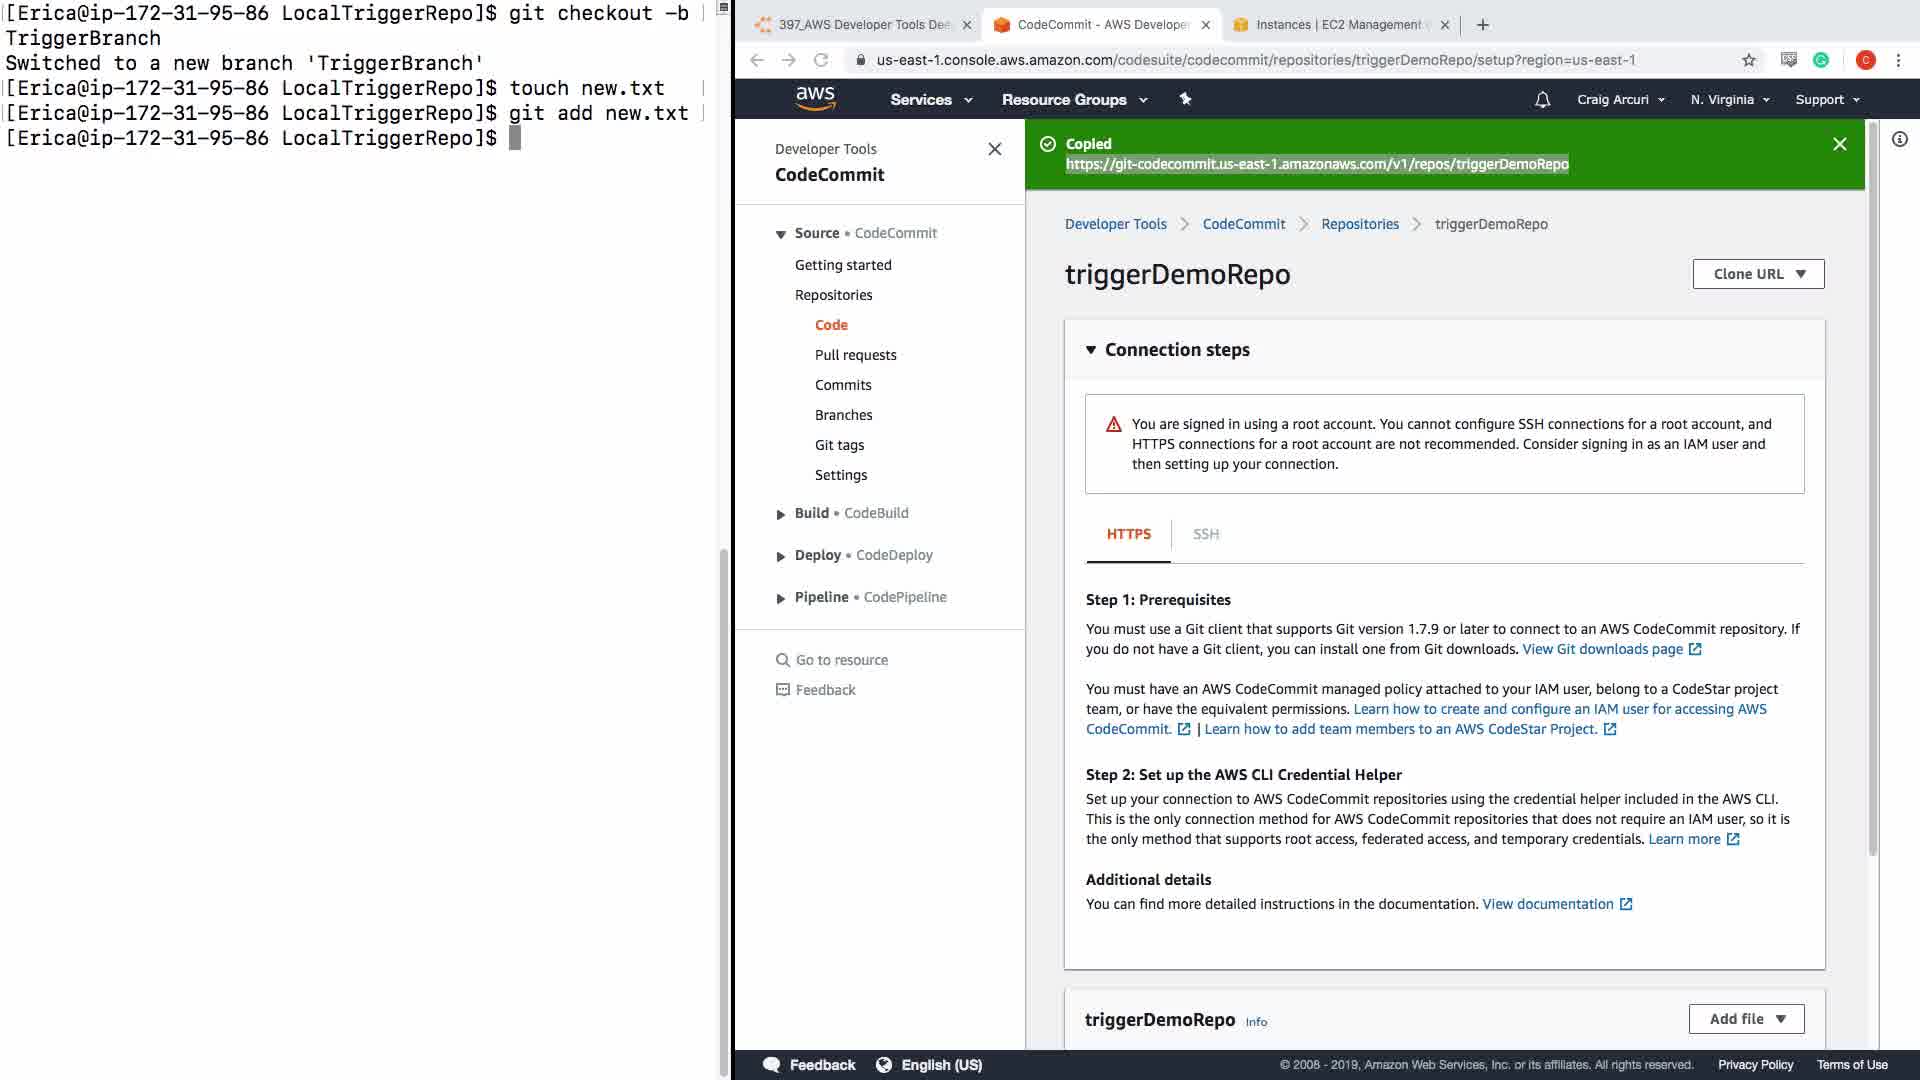 [Erica@ip-172-31-95-86 LocalTriggerRepo]$ git checkout -b
TriggerBranch
Switched to a new branch 'TriggerBranch'
[Erica@ip-172-31-95-86 LocalTriggerRepo]$ touch new.txt
[Erica@ip-172-31-95-86 LocalTriggerRepo]$ git add new.txt
[Erica@ip-172-31-95-86 LocalTriggerRepo]$
397_AWS Developer Tools Dee
CodeCommit - AWS Developer
Instances | EC2 Management
us-east-1.console.aws.amazon.com/codesuite/codecommit/repositories/triggerDemoRepo/setup?region=us-east-1
C
aws
Services
Resource Groups
Craig Arcuri
N. Virginia
Support
Developer Tools
CodeCommit
Source • CodeCommit
Getting started
Repositories
Code
Pull requests
Commits
Branches
Git tags
Settings
Build • CodeBuild
Deploy • CodeDeploy
Pipeline • CodePipeline
Go to resource
Feedback
Copied
https://git-codecommit.us-east-1.amazonaws.com/v1/repos/triggerDemoRepo
Developer Tools > CodeCommit > Repositories > triggerDemoRepo
triggerDemoRepo
Clone URL
Connection steps
You are signed in using a root account. You cannot configure SSH connections for a root account, and
HTTPS connections for a root account are not recommended. Consider signing in as an IAM user and
then setting up your connection.
HTTPS
SSH
Step 1: Prerequisites
You must use a Git client that supports Git version 1.7.9 or later to connect to an AWS CodeCommit repository. If
you do not have a Git client, you can install one from Git downloads. View Git downloads page
You must have an AWS CodeCommit managed policy attached to your IAM user, belong to a CodeStar project
team, or have the equivalent permissions. Learn how to create and configure an IAM user for accessing AWS
CodeCommit. | Learn how to add team members to an AWS CodeStar Project.
Step 2: Set up the AWS CLI Credential Helper
Set up your connection to AWS CodeCommit repositories using the credential helper included in the AWS CLI.
This is the only connection method for AWS CodeCommit repositories that does not require an IAM user, so it is
the only method that supports root access, federated access, and temporary credentials. Learn more
Additional details
You can find more detailed instructions in the documentation. View documentation
triggerDemoRepo Info
Add file
Feedback
English (US)
© 2008 - 2019, Amazon Web Services, Inc. or its affiliates. All rights reserved.
Privacy Policy
Terms of Use